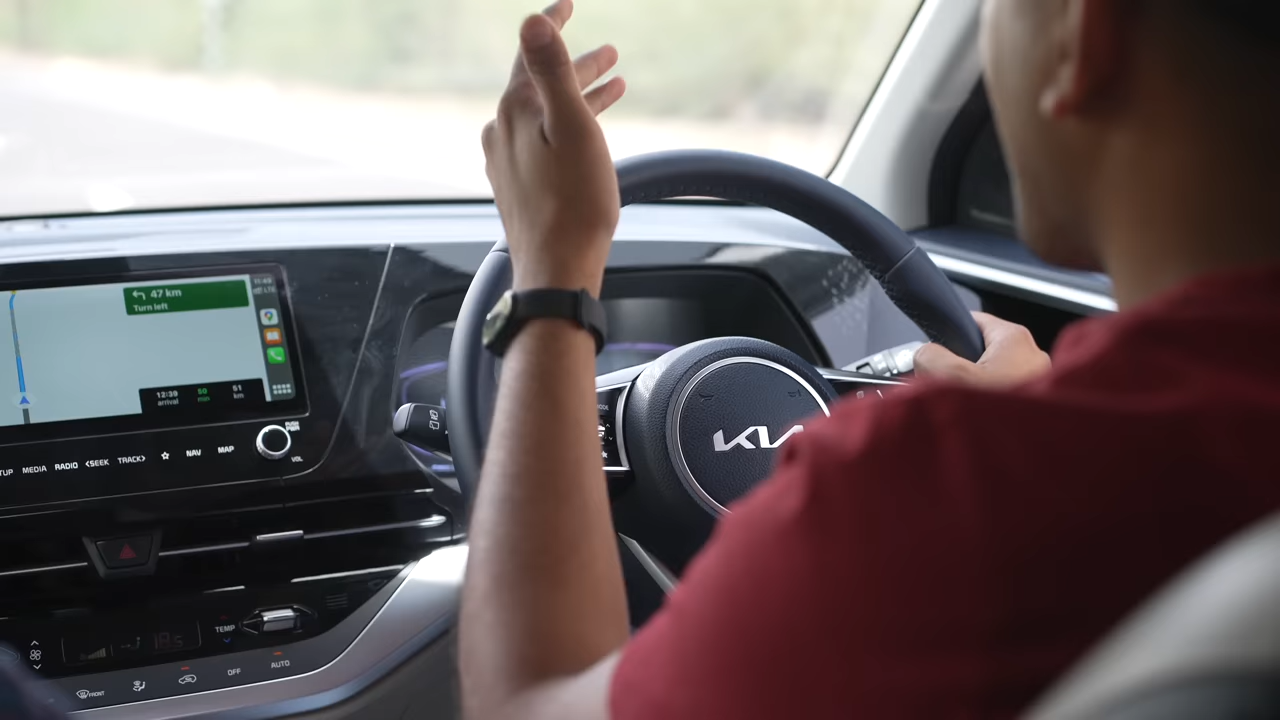 47 km
Turn left
12:39
arrival
50
min
51
km
MEDIA
RADIO
<SEEK
TRACK>
☆
NAV
MAP
PUSH
PWR
VOL
KIA
TEMP
FRONT
OFF
AUTO